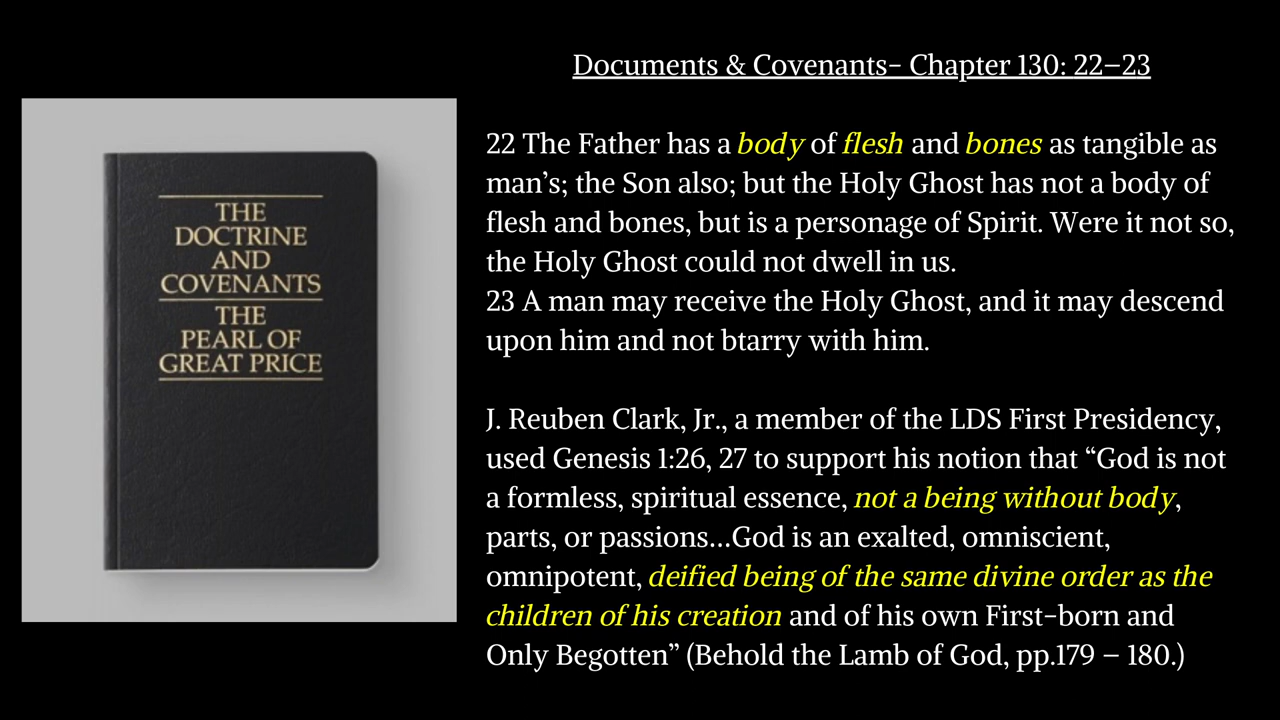 Documents & Covenants- Chapter 130: 22–23
THE
DOCTRINE
AND
COVENANTS
THE
PEARL OF
GREAT PRICE
22 The Father has a body of flesh and bones as tangible as
man’s; the Son also; but the Holy Ghost has not a body of
flesh and bones, but is a personage of Spirit. Were it not so,
the Holy Ghost could not dwell in us.
23 A man may receive the Holy Ghost, and it may descend
upon him and not btarry with him.
J. Reuben Clark, Jr., a member of the LDS First Presidency,
used Genesis 1:26, 27 to support his notion that “God is not
a formless, spiritual essence, not a being without body,
parts, or passions...God is an exalted, omniscient,
omnipotent, deified being of the same divine order as the
children of his creation and of his own First-born and
Only Begotten” (Behold the Lamb of God, pp.179 – 180.)